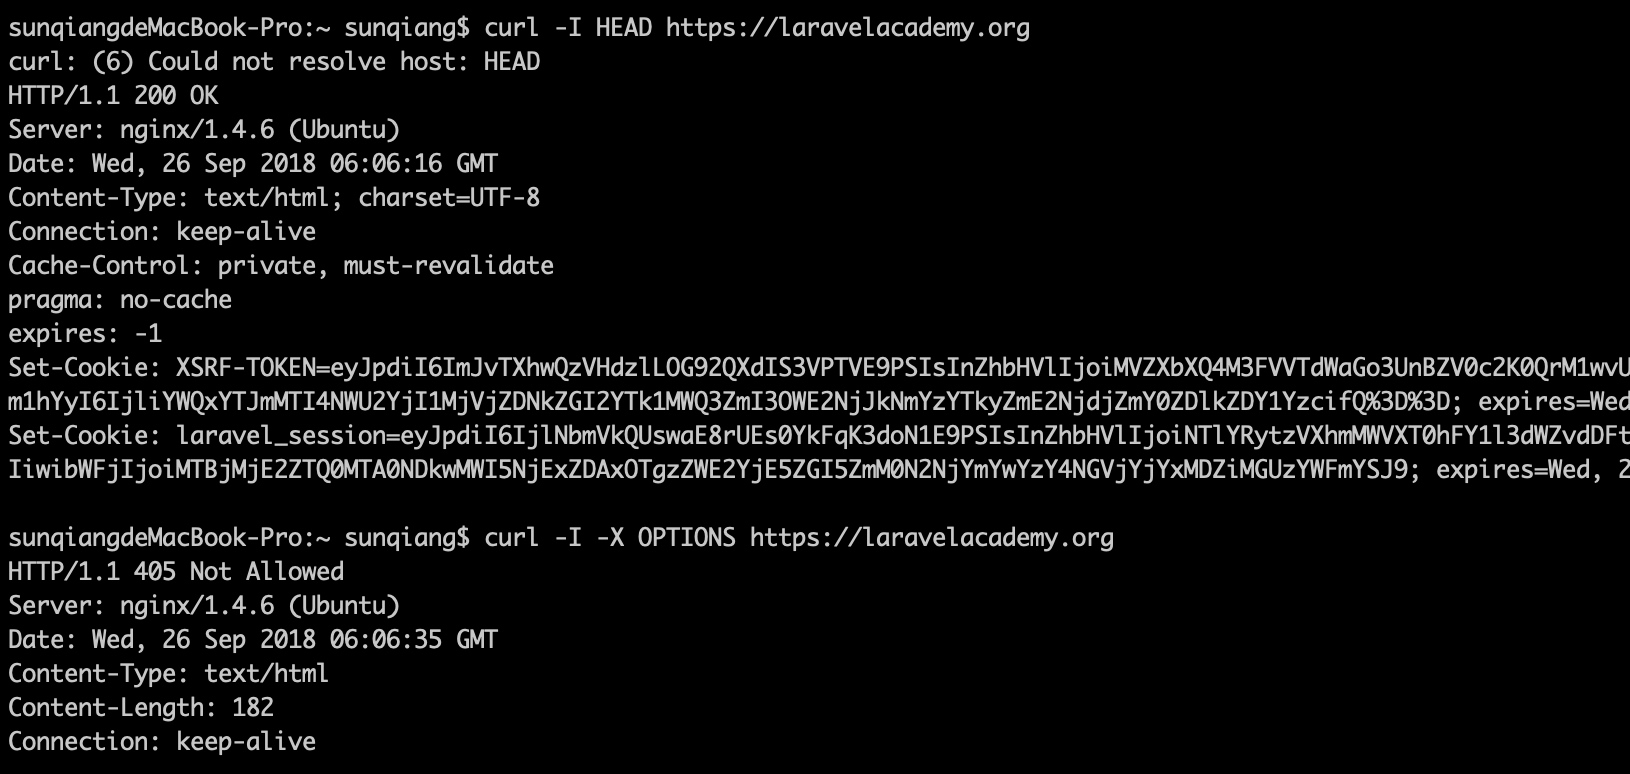 sunqiangdeMacBook-Pro:~ sunqiang$ curl -I HEAD https://laravelacademy.org
curl: (6) Could not resolve host: HEAD
HTTP/1.1 200 OK
Server: nginx/1.4.6 (Ubuntu)
Date: Wed, 26 Sep 2018 06:06:16 GMT
Content-Type: text/html; charset=UTF-8
Connection: keep-alive
Cache-Control: private, must-revalidate
pragma: no-cache
expires: -1
Set-Cookie: XSRF-TOKEN=eyJpdiI6ImJvTXhwQzVHdzlLOG92QXdIS3VPTVE9PSIsInZhbHVlIjoiMVZXbXQ4M3FVVTdWaGo3UnBZV0c2K0QrM1wvU
m1hYyI6IjliYWQxYTJmMTI4NWU2YjI1MjVjZDNkZGI2YTk1MWQ3ZmI3OWE2NjJkNmYzYTkyZmE2NjdjZmY0ZDlkZDY1YzcifQ%3D%3D; expires=Wed
Set-Cookie: laravel_session=eyJpdiI6IjlNbmVkQUswaE8rUEs0YkFqK3doN1E9PSIsInZhbHVlIjoiNTlYRytzVXhmMWVXT0hFY1l3dWZvdDFt
IiwibWFjIjoiMTBjMjE2ZTQ0MTA0NDkwMWI5NjExZDAxOTgzZWE2YjE5ZGI5ZmM0N2NjYmYwYzY4NGVjYjYxMDZiMGUzYWFmYSJ9; expires=Wed, 2
sunqiangdeMacBook-Pro:~ sunqiang$ curl -I -X OPTIONS https://laravelacademy.org
HTTP/1.1 405 Not Allowed
Server: nginx/1.4.6 (Ubuntu)
Date: Wed, 26 Sep 2018 06:06:35 GMT
Content-Type: text/html
Content-Length: 182
Connection: keep-alive